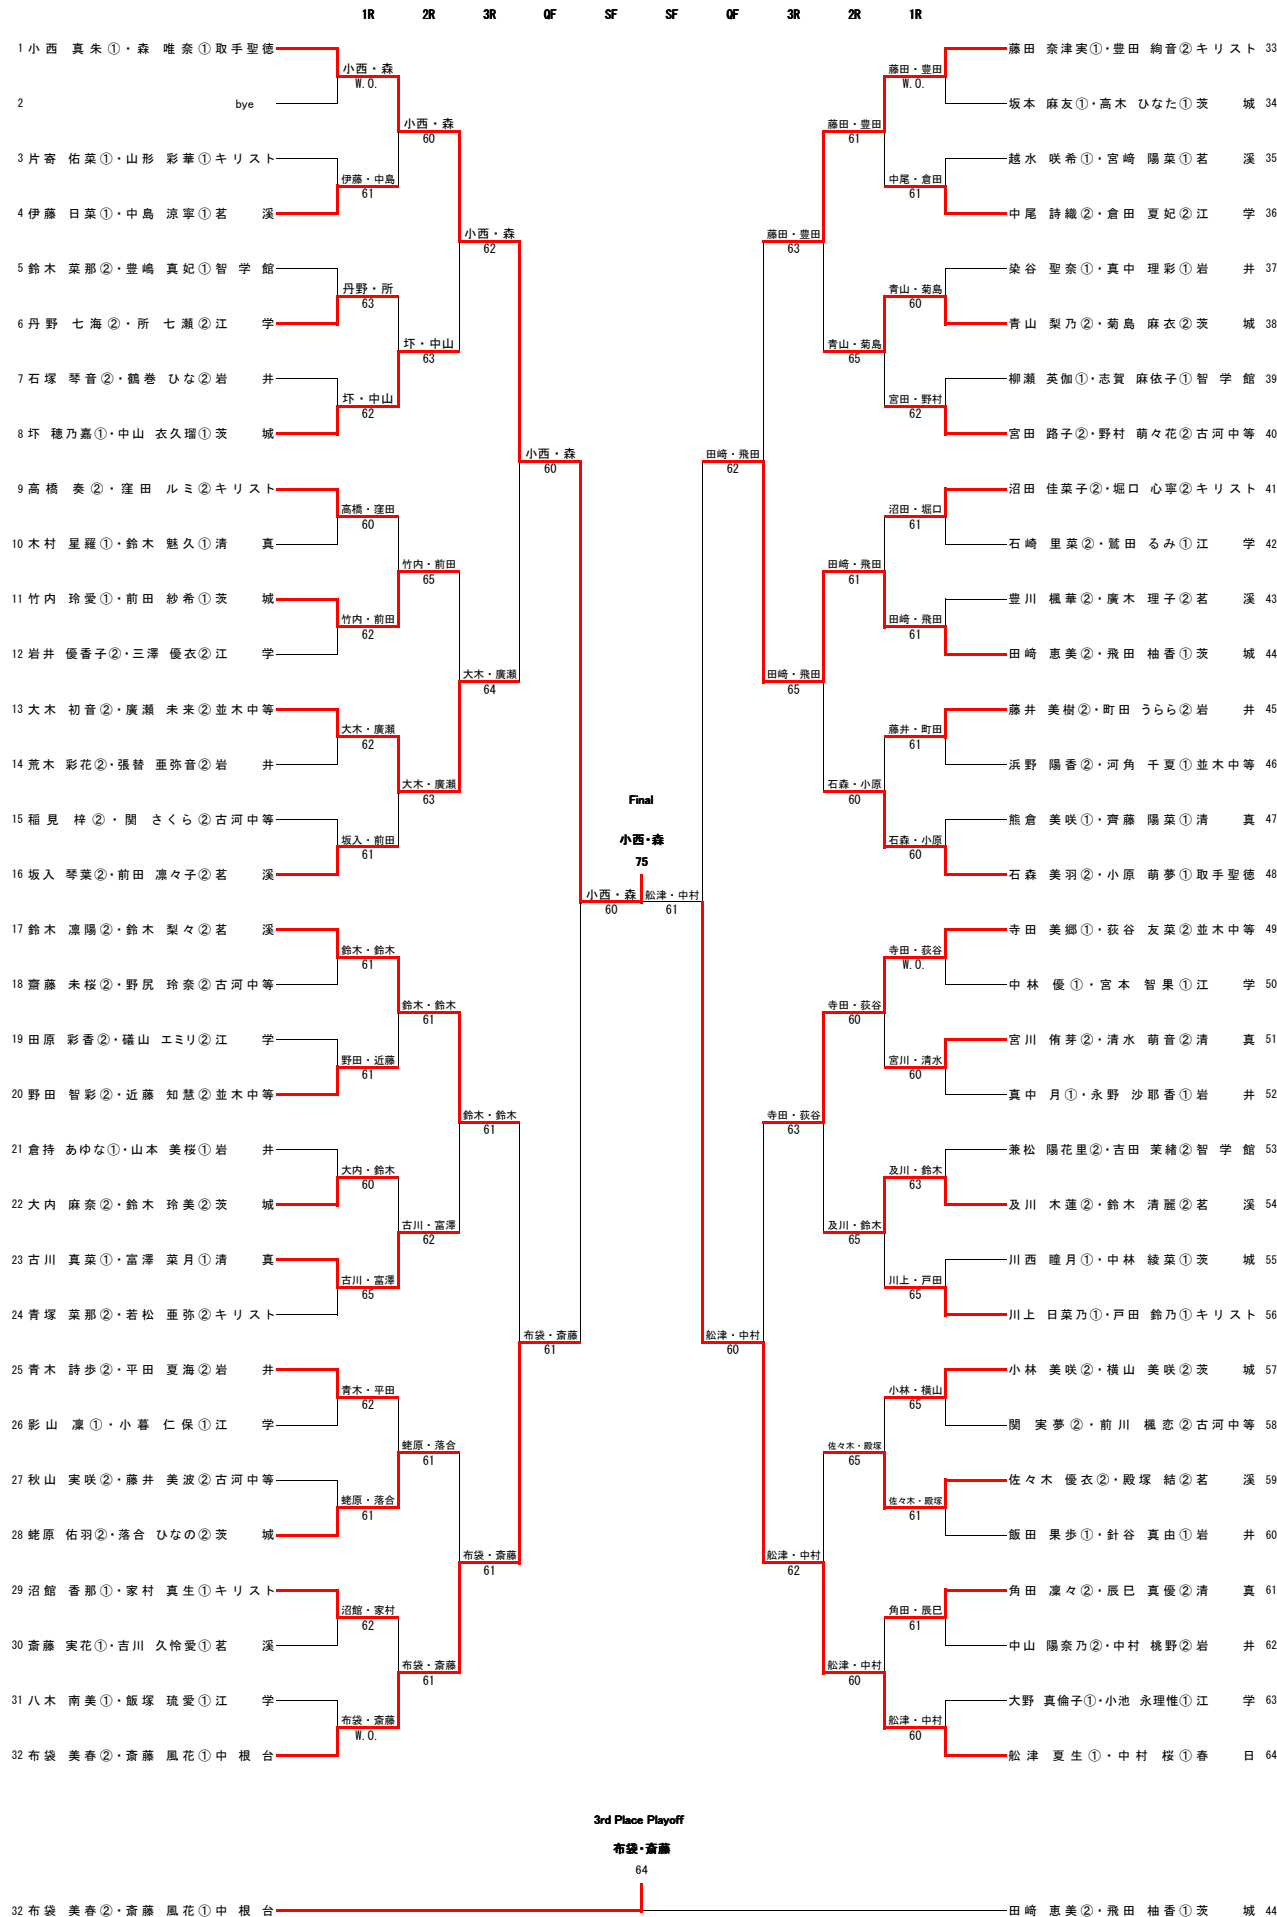 1R 2R 3R QF SF SF QF 3R 2R 1R
1 小西 真朱①・森 唯奈① 取手聖徳
2 bye
3 片寄 佑菜①・山形 彩華① キリスト
4 伊藤 日菜①・中島 涼寧① 茗溪
5 鈴木 菜那②・豊嶋 真妃① 智学館
6 丹野 七海②・所 七瀬② 江学
7 石塚 琴音②・鶴巻 ひな② 岩井
8 圷 穂乃嘉①・中山 衣久瑠① 茨城
9 高橋 奏②・窪田 ルミ② キリスト
10 木村 星羅①・鈴木 魅久① 清真
11 竹内 玲愛①・前田 紗希① 茨城
12 岩井 優香子②・三澤 優衣② 江学
13 大木 初音②・廣瀬 未来② 並木中等
14 荒木 彩花②・張替 亜弥音② 岩井
15 稲見 梓②・関 さくら② 古河中等
16 坂入 琴葉②・前田 凛々子② 茗溪
17 鈴木 凛陽②・鈴木 梨々② 茗溪
18 齋藤 未桜②・野尻 玲奈② 古河中等
19 田原 彩香②・礒山 エミリ② 江学
20 野田 智彩②・近藤 知慧② 並木中等
21 倉持 あゆな①・山本 美桜① 岩井
22 大内 麻奈②・鈴木 玲美② 茨城
23 古川 真菜①・富澤 菜月① 清真
24 青塚 菜那②・若松 亜弥② キリスト
25 青木 詩歩②・平田 夏海② 岩井
26 影山 凜①・小暮 仁保① 江学
27 秋山 実咲②・藤井 美波② 古河中等
28 蛯原 佑羽②・落合 ひなの② 茨城
29 沼館 香那①・家村 真生① キリスト
30 斎藤 実花①・吉川 久怜愛① 茗溪
31 八木 南美①・飯塚 琉愛① 江学
32 布袋 美春②・斎藤 風花① 中根台
小西・森
W.O.
伊藤・中島
61
丹野・所
63
圷・中山
62
高橋・窪田
60
竹内・前田
62
大木・廣瀬
62
坂入・前田
61
鈴木・鈴木
61
野田・近藤
61
大内・鈴木
60
古川・富澤
65
青木・平田
62
蛯原・落合
61
沼館・家村
62
布袋・斎藤
W.O.
小西・森
60
圷・中山
63
竹内・前田
65
大木・廣瀬
63
鈴木・鈴木
61
古川・富澤
62
蛯原・落合
61
布袋・斎藤
61
小西・森
62
大木・廣瀬
64
鈴木・鈴木
61
布袋・斎藤
61
小西・森
60
布袋・斎藤
61
小西・森
60
Final
小西・森
75
舩津・中村
61
田﨑・飛田
62
舩津・中村
60
藤田・豊田
63
田﨑・飛田
65
寺田・荻谷
63
舩津・中村
62
藤田・豊田
61
青山・菊島
65
田﨑・飛田
61
石森・小原
60
寺田・荻谷
60
及川・鈴木
65
佐々木・殿塚
65
舩津・中村
60
藤田・豊田
W.O.
中尾・倉田
61
青山・菊島
60
宮田・野村
62
沼田・堀口
61
田﨑・飛田
61
藤井・町田
61
石森・小原
60
寺田・荻谷
W.O.
宮川・清水
60
及川・鈴木
63
川上・戸田
65
小林・横山
65
佐々木・殿塚
61
角田・辰巳
61
舩津・中村
60
藤田 奈津実①・豊田 絢音② キリスト 33
坂本 麻友①・高木 ひなた① 茨城 34
越水 咲希①・宮﨑 陽菜① 茗溪 35
中尾 詩織②・倉田 夏妃② 江学 36
染谷 聖奈①・真中 理彩① 岩井 37
青山 梨乃②・菊島 麻衣② 茨城 38
柳瀬 英伽①・志賀 麻依子① 智学館 39
宮田 路子②・野村 萌々花② 古河中等 40
沼田 佳菜子②・堀口 心寧② キリスト 41
石崎 里菜②・鷲田 るみ① 江学 42
豊川 楓華②・廣木 理子② 茗溪 43
田﨑 恵美②・飛田 柚香① 茨城 44
藤井 美樹②・町田 うらら② 岩井 45
浜野 陽香②・河角 千夏① 並木中等 46
熊倉 美咲①・齊藤 陽菜① 清真 47
石森 美羽②・小原 萌夢① 取手聖徳 48
寺田 美郷①・荻谷 友菜② 並木中等 49
中林 優①・宮本 智果① 江学 50
宮川 侑芽②・清水 萌音② 清真 51
真中 月①・永野 沙耶香① 岩井 52
兼松 陽花里②・吉田 茉緒② 智学館 53
及川 木蓮②・鈴木 清麗② 茗溪 54
川西 瞳月①・中林 綾菜① 茨城 55
川上 日菜乃①・戸田 鈴乃① キリスト 56
小林 美咲②・横山 美咲② 茨城 57
関 実夢②・前川 楓恋② 古河中等 58
佐々木 優衣②・殿塚 結② 茗溪 59
飯田 果歩①・針谷 真由① 岩井 60
角田 凜々②・辰巳 真優② 清真 61
中山 陽奈乃②・中村 桃野② 岩井 62
大野 真倫子①・小池 永理惟① 江学 63
舩津 夏生①・中村 桜① 春日 64
3rd Place Playoff
布袋・斎藤
64
32 布袋 美春②・斎藤 風花① 中根台
田﨑 恵美②・飛田 柚香① 茨城 44